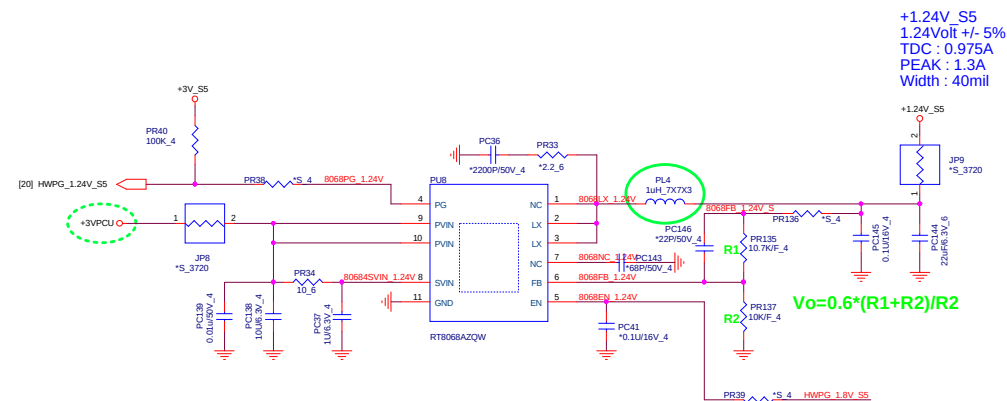 +1.24V_S5
1.24Volt +/- 5%
TDC : 0.975A
PEAK : 1.3A
Width : 40mil
+3V_S5
+1.24V_S5
2
PR40
100K_4
PC36
*2200P/50V_4
PR33
*2.2_6
JP9
*S_3720
1
[20] HWPG_1.24V_S5
PR38
*S_4
8068PG_1.24V
PU8
PL4
1uH_7X7X3
4
PG
NC
1
8068LX_1.24V
+3VPCU
1
2
9
PVIN
LX
2
8068FB_1.24V_S
PR136
*S_4
10
PVIN
LX
3
PC146
*22P/50V_4
R1
PR135
10.7K/F_4
PC145
0.1U/16V_4
PC144
22uF/6.3V_6
JP8
*S_3720
NC
7
8068NC_1.24V
PC143
*68P/50V_4
PR34
10_6
80684SVIN_1.24V
8
SVIN
FB
6
8068FB_1.24V
11
GND
EN
5
8068EN_1.24V
PC139
0.01u/50V_4
PC138
10U/6.3V_4
PC37
1U/6.3V_4
R2
PR137
10K/F_4
Vo=0.6*(R1+R2)/R2
RT8068AZQW
PC41
*0.1U/16V_4
PR39
*S_4
HWPG_1.8V_S5